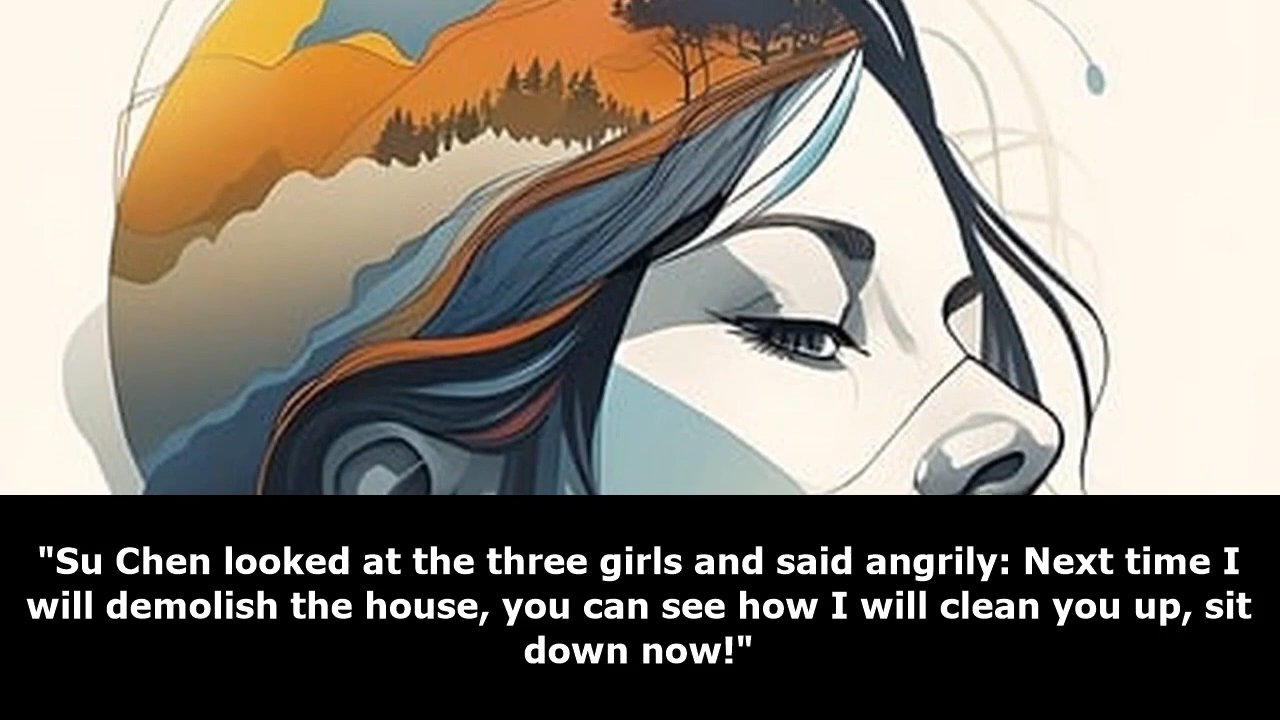 "Su Chen looked at the three girls and said angrily: Next time I
will demolish the house, you can see how I will clean you up, sit
down now!"